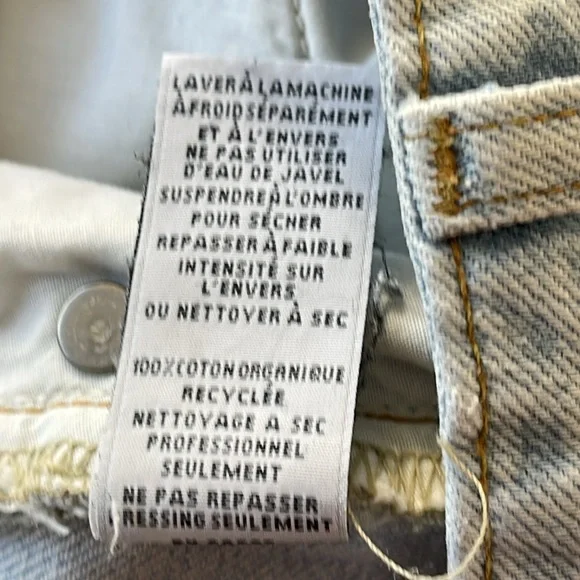 LAVER À LA MACHINE
À FROID SÉPARÉMENT
ET À L'ENVERS
NE PAS UTILISER
D'EAU DE JAVEL
SUSPENDRE À L'OMBRE
POUR SÉCHER
REPASSER À FAIBLE
INTENSITÉ SUR
L'ENVERS
OU NETTOYER À SEC
100%COTON ORGANIQUE
RECYCLÉE
NETTOYAGE A SEC
PROFESSIONNEL
SEULEMENT
NE PAS REPASSER
RESSING SEULEMENT